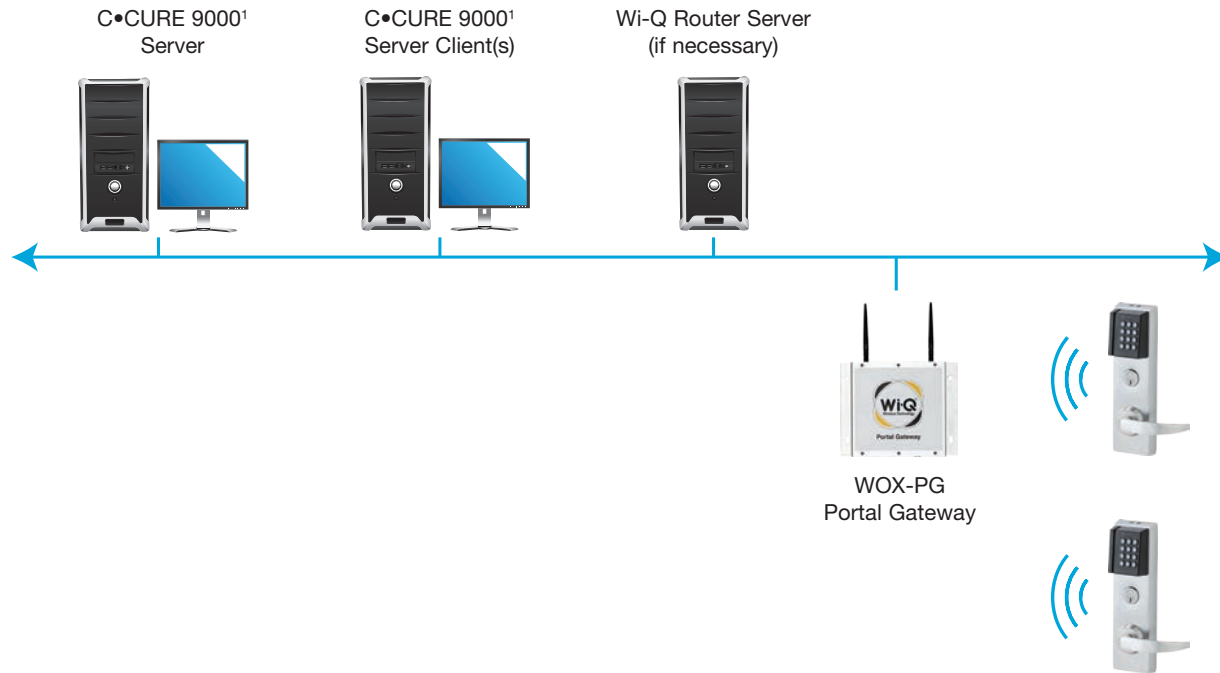 C•CURE 9000¹
Server
C•CURE 9000¹
Server Client(s)
Wi-Q Router Server
(if necessary)
Wi-Q
Portal Gateway
WOX-PG
Portal Gateway